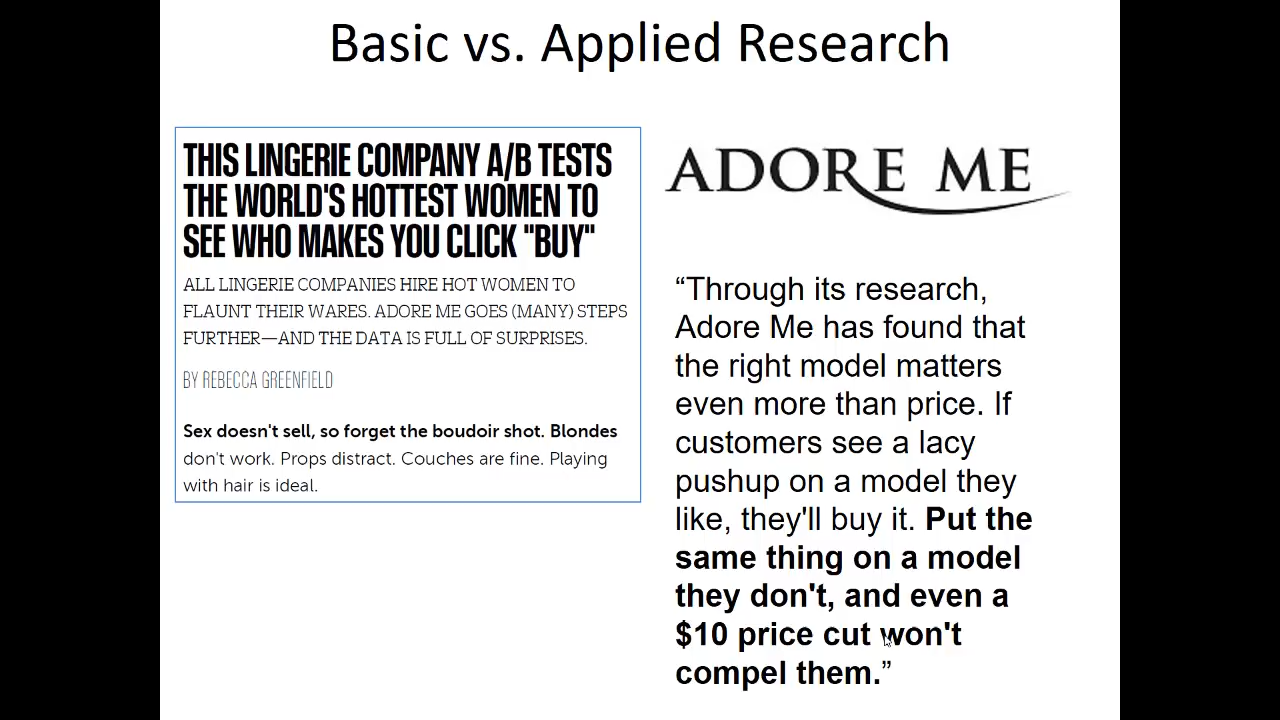 Basic vs. Applied Research
THIS LINGERIE COMPANY A/B TESTS
THE WORLD'S HOTTEST WOMEN TO
SEE WHO MAKES YOU CLICK "BUY"
ALL LINGERIE COMPANIES HIRE HOT WOMEN TO
FLAUNT THEIR WARES. ADORE ME GOES (MANY) STEPS
FURTHER—AND THE DATA IS FULL OF SURPRISES.
BY REBECCA GREENFIELD
Sex doesn't sell, so forget the boudoir shot. Blondes
don't work. Props distract. Couches are fine. Playing
with hair is ideal.
ADORE ME
“Through its research,
Adore Me has found that
the right model matters
even more than price. If
customers see a lacy
pushup on a model they
like, they'll buy it. Put the
same thing on a model
they don't, and even a
$10 price cut won't
compel them.”